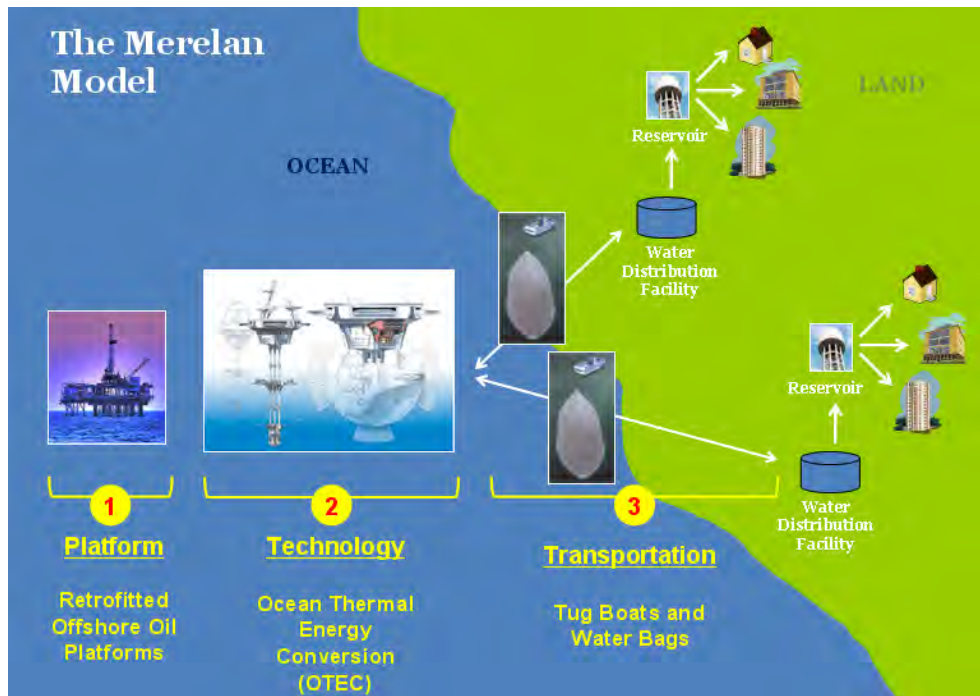 The Merelan
Model
OCEAN
LAND
Reservoir
Water
Distribution
Facility
Reservoir
Water
Distribution
Facility
1
Platform
Retrofitted
Offshore Oil
Platforms
2
Technology
Ocean Thermal
Energy
Conversion
(OTEC)
3
Transportation
Tug Boats and
Water Bags